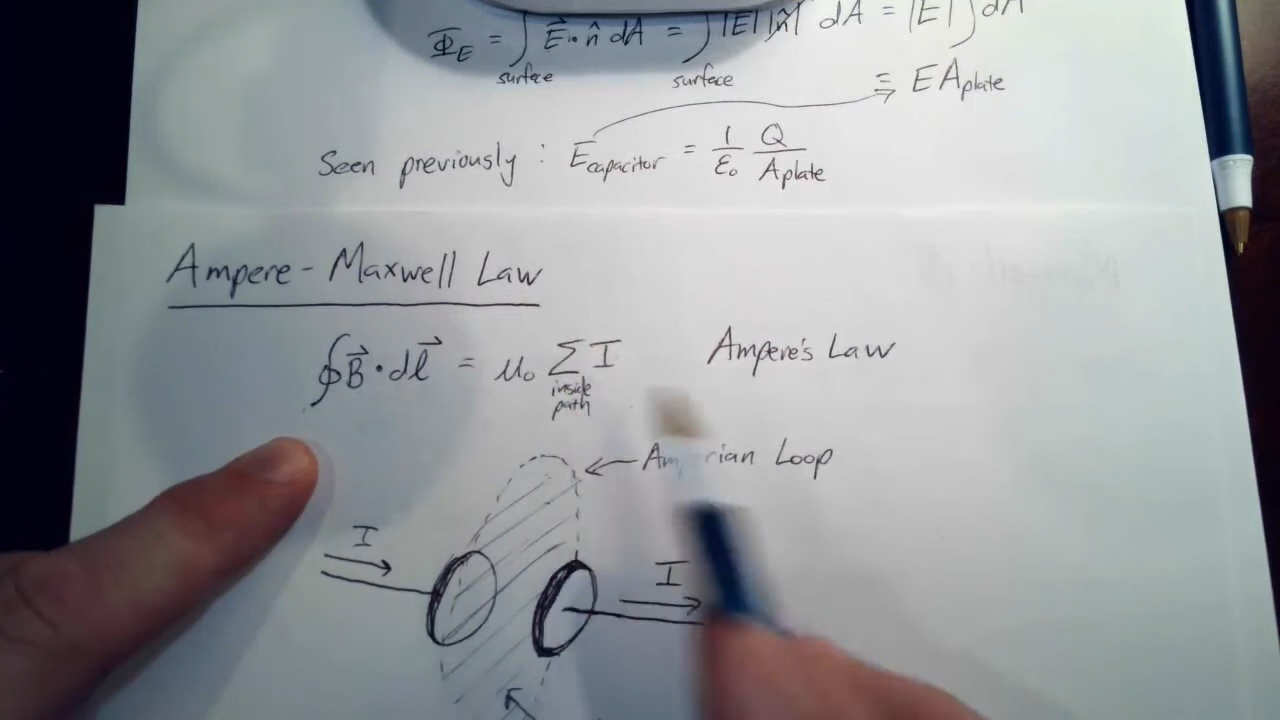 Φ_E = ∫ E⃗ · n̂ dA = ∫ |E||n̂| dA = |E| ∫ dA
surface surface
= EA_plate
Seen previously : E_capacitor = 1/ε₀ Q/A_plate
Ampere - Maxwell Law
∮ B⃗ · dℓ⃗ = μ₀ Σ I Ampere's Law
inside
path
Loop
I
I